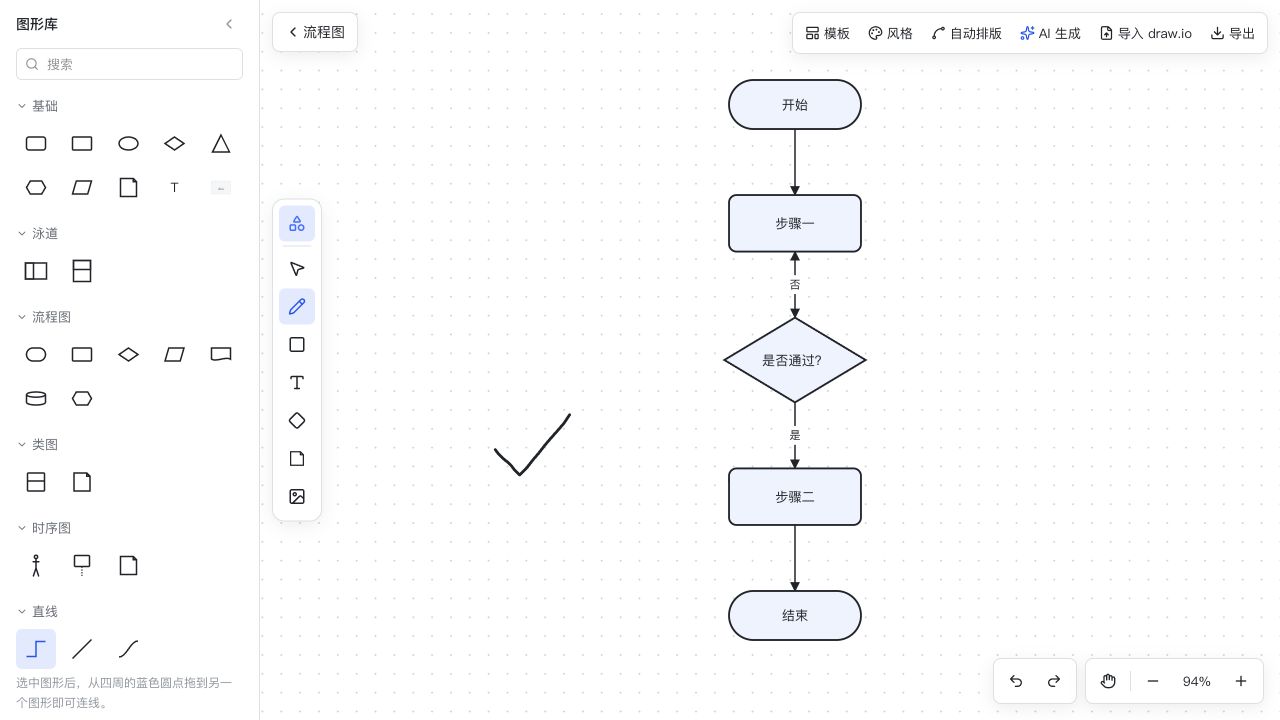 图形库
流程图
模板
风格
自动排版
AI 生成
导入 draw.io
导出
搜索
基础
T
泳道
流程图
类图
时序图
直线
选中图形后，从四周的蓝色圆点拖到另一
个图形即可连线。
开始
步骤一
否
是否通过?
是
步骤二
结束
94%